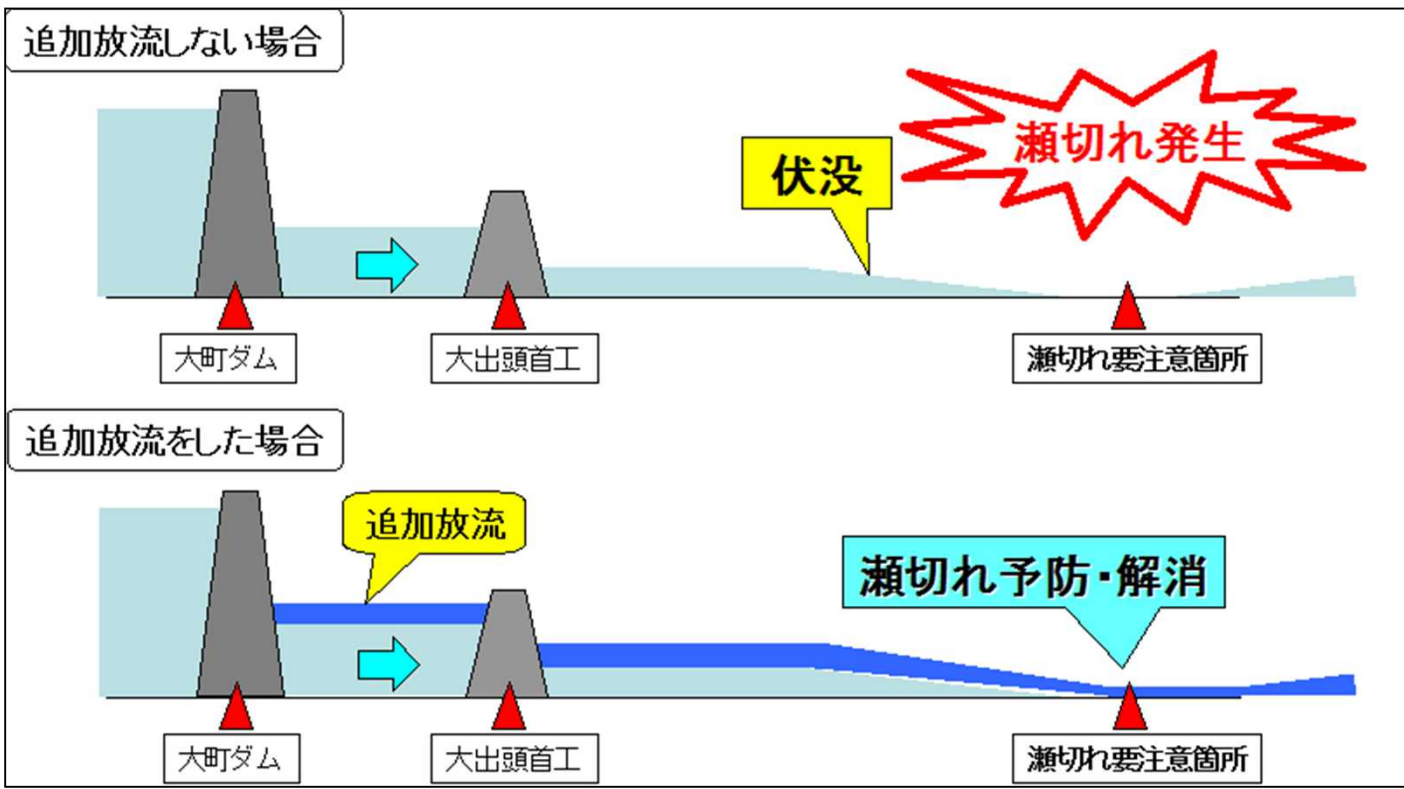 追加放流しない場合
瀬切れ発生
伏没
大町ダム
大出頭首工
瀬切れ要注意箇所
追加放流をした場合
追加放流
瀬切れ予防・解消
大町ダム
大出頭首工
瀬切れ要注意箇所